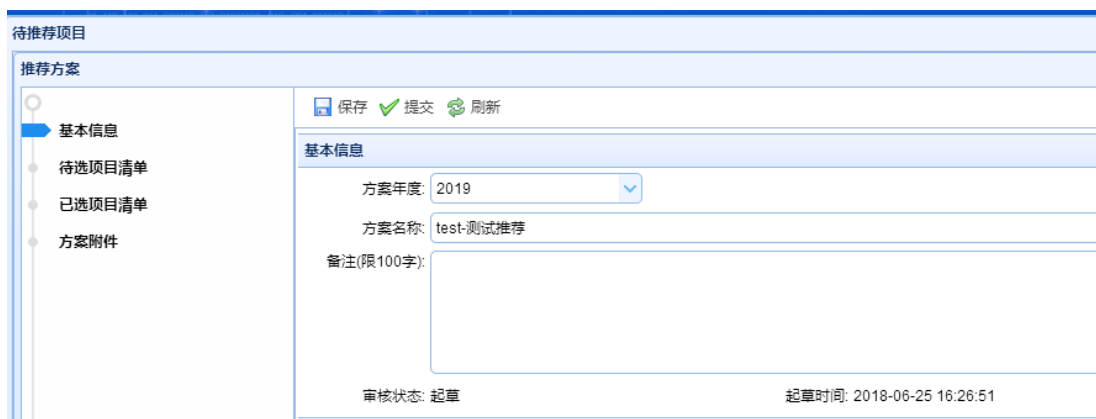 待推荐项目
推荐方案
基本信息
待选项目清单
已选项目清单
方案附件
保存 提交 刷新
基本信息
方案年度: 2019
方案名称: test-测试推荐
备注(限100字):
审核状态: 起草 起草时间: 2018-06-25 16:26:51